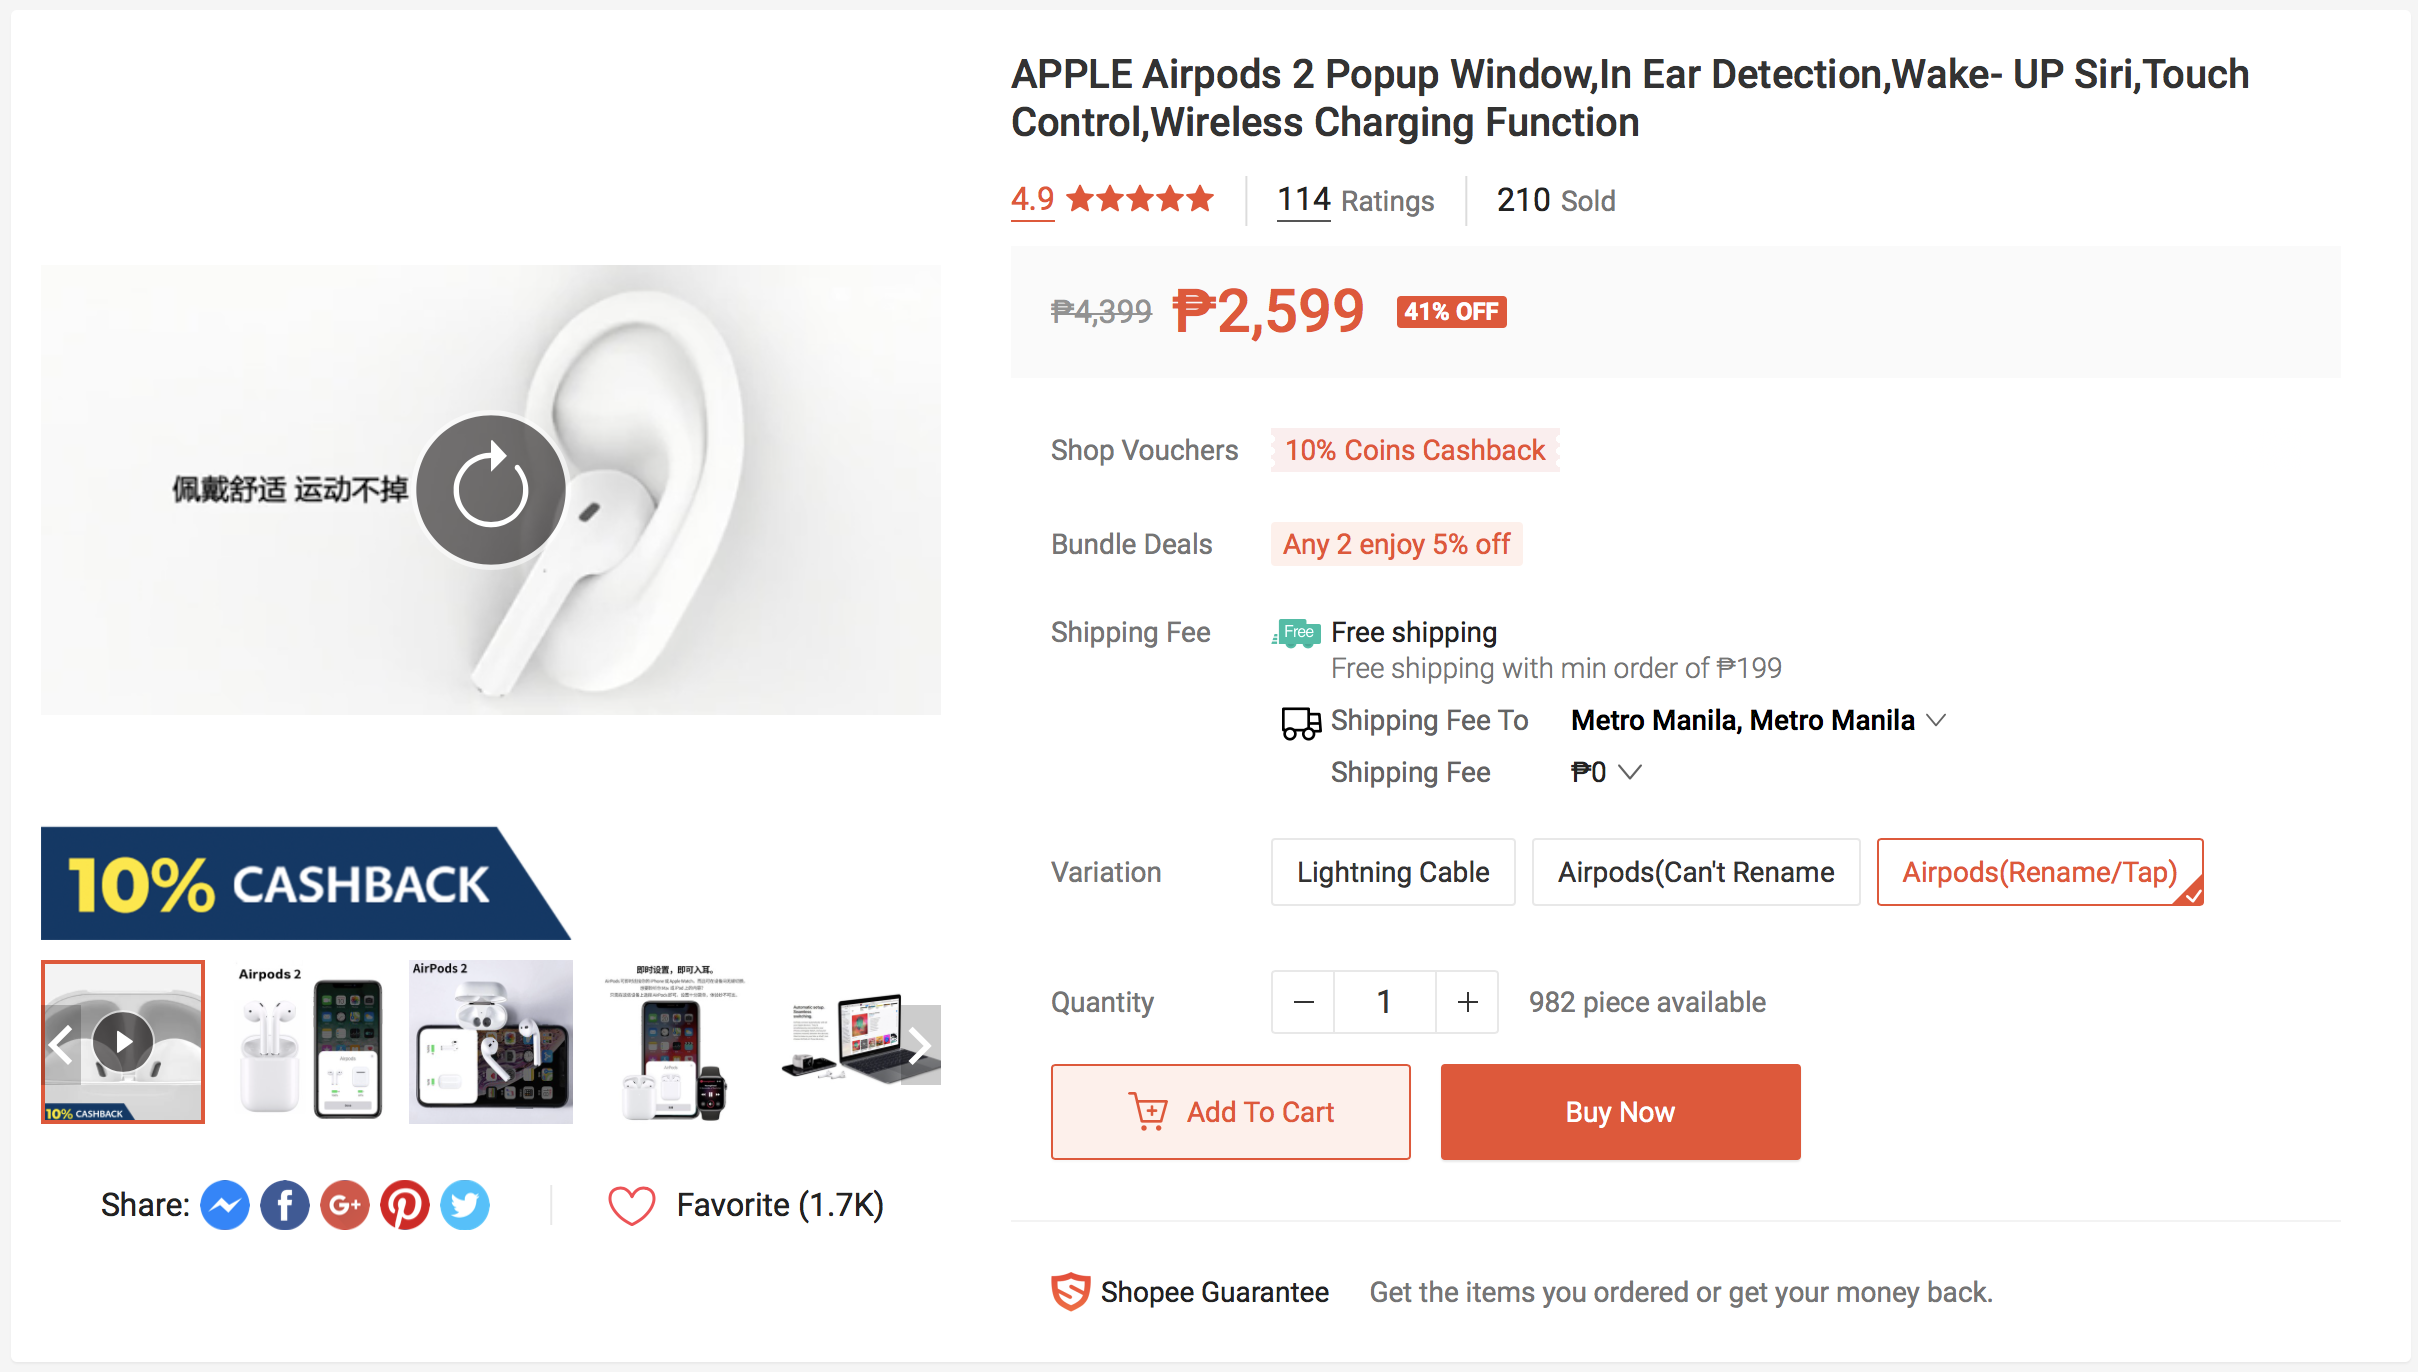 APPLE Airpods 2 Popup Window,In Ear Detection,Wake- UP Siri,Touch
Control,Wireless Charging Function
4.9
114 Ratings
210 Sold
₱4,399
₱2,599
41% OFF
佩戴舒适 运动不掉
Shop Vouchers
10% Coins Cashback
Bundle Deals
Any 2 enjoy 5% off
Shipping Fee
Free
Free shipping
Free shipping with min order of ₱199
Shipping Fee To
Metro Manila, Metro Manila
Shipping Fee
₱0
Variation
Lightning Cable
Airpods(Can't Rename
Airpods(Rename/Tap)
Quantity
1
982 piece available
Add To Cart
Buy Now
10% CASHBACK
10% CASHBACK
Airpods 2
AirPods 2
即时设置，即可入耳。
Automatic setup.
Seamless
switching.
Share:
G+
Favorite (1.7K)
Shopee Guarantee
Get the items you ordered or get your money back.